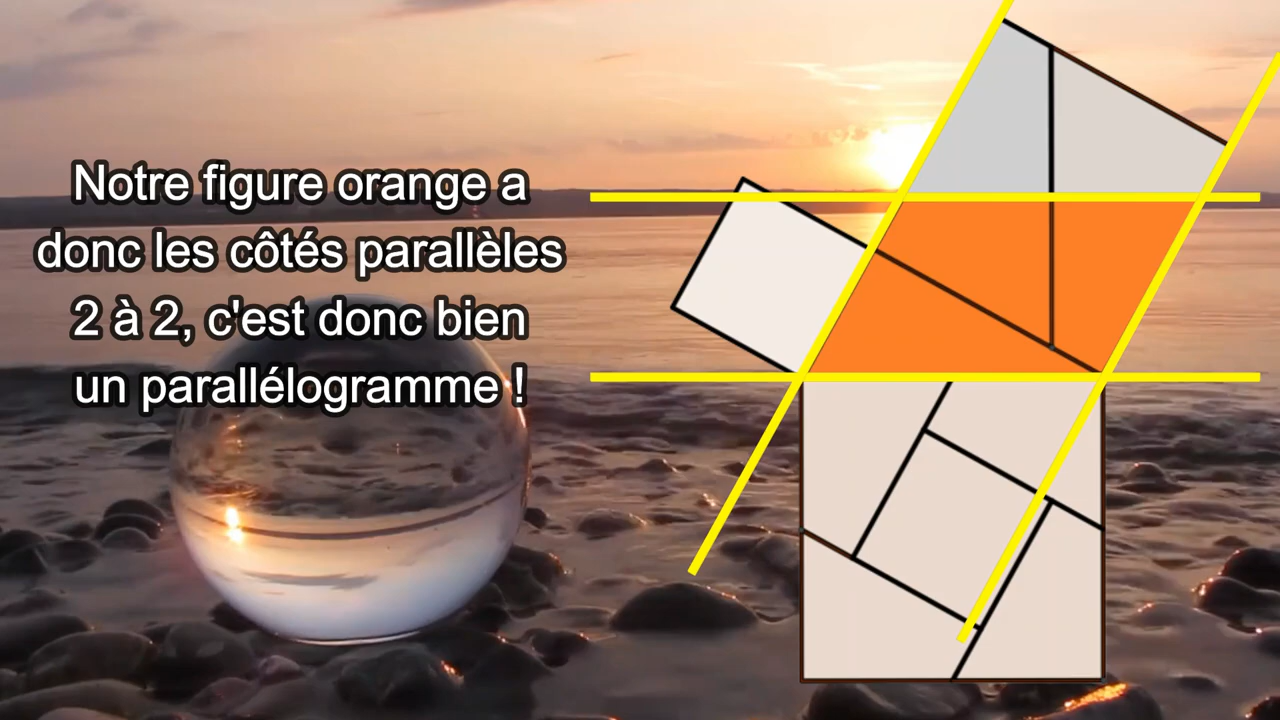 Notre figure orange a
donc les côtés parallèles
2 à 2, c'est donc bien
un parallélogramme !